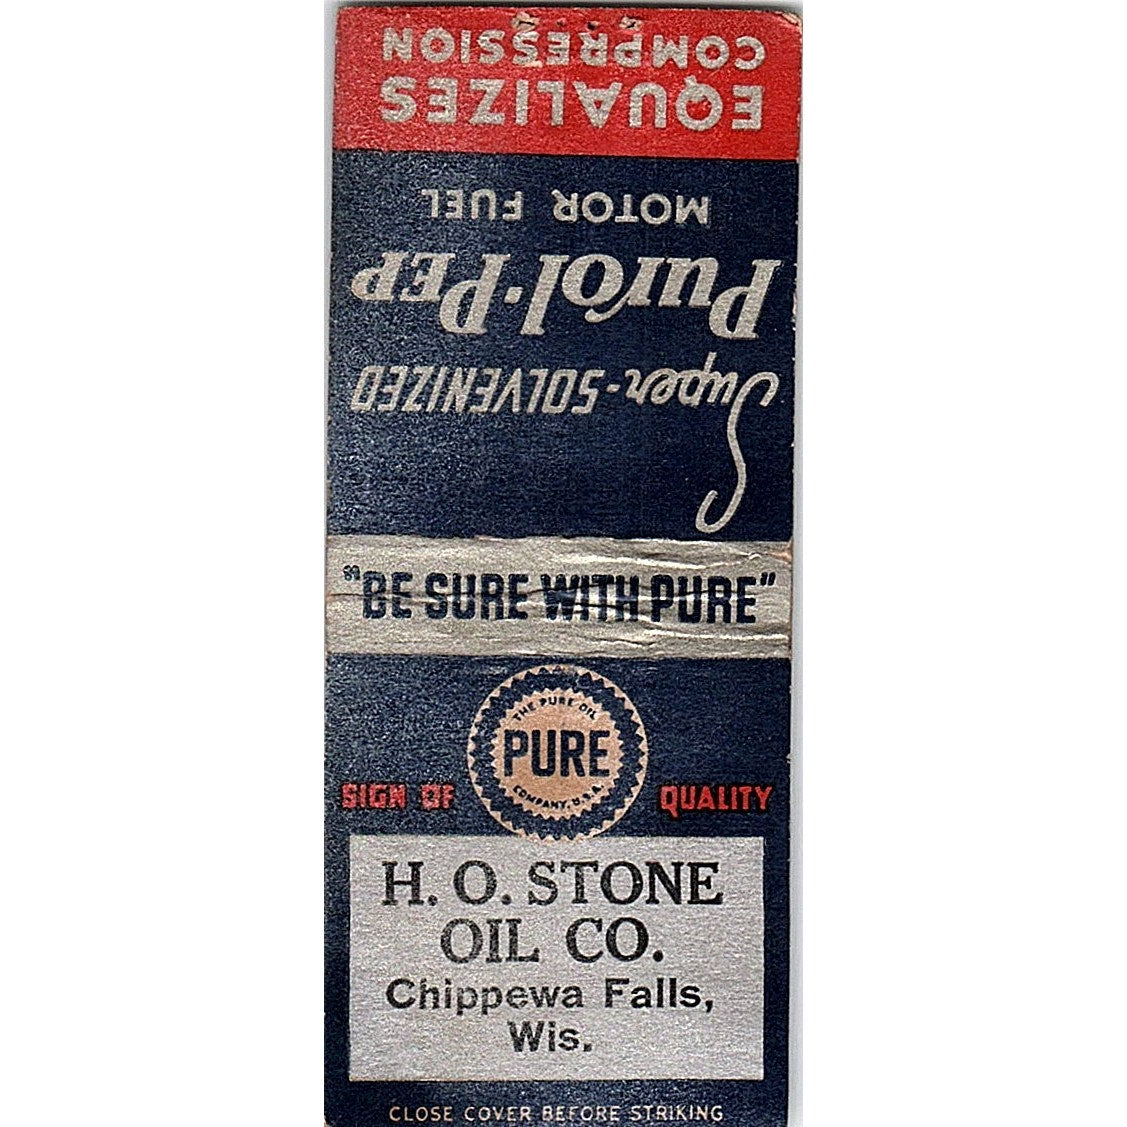 Super-SOLVENIZED
Purol-PEP
MOTOR FUEL
EQUALIZES
COMPRESSION
"BE SURE WITH PURE"
THE PURE OIL
PURE
COMPANY, U.S.A.
SIGN OF QUALITY
H. O. STONE
OIL CO.
Chippewa Falls,
Wis.
CLOSE COVER BEFORE STRIKING